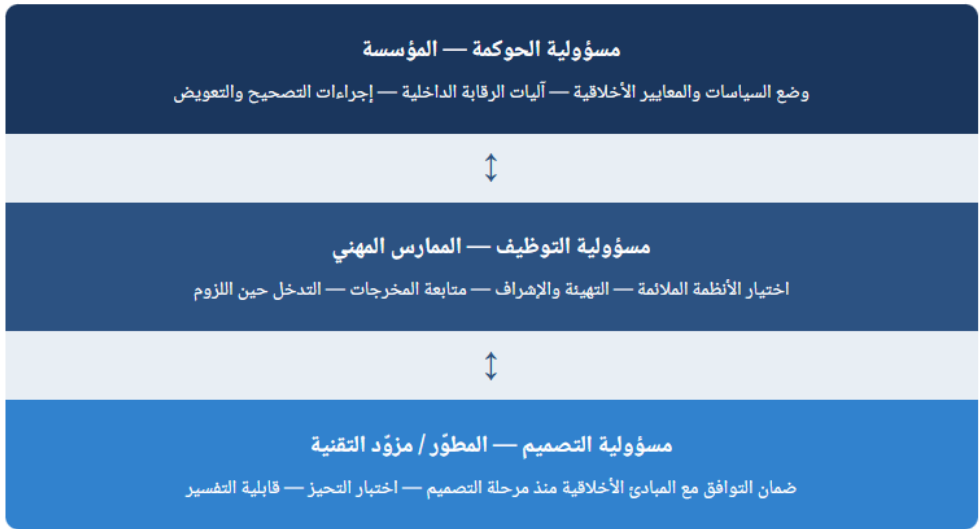 مسؤولية الحوكمة — المؤسسة
وضع السياسات والمعايير الأخلاقية — آليات الرقابة الداخلية — إجراءات التصحيح والتعويض
↕
مسؤولية التوظيف — الممارس المهني
اختيار الأنظمة الملائمة — التهيئة والإشراف — متابعة المخرجات — التدخل حين اللزوم
↕
مسؤولية التصميم — المطوّر / مزوّد التقنية
ضمان التوافق مع المبادئ الأخلاقية منذ مرحلة التصميم — اختبار التحيز — قابلية التفسير